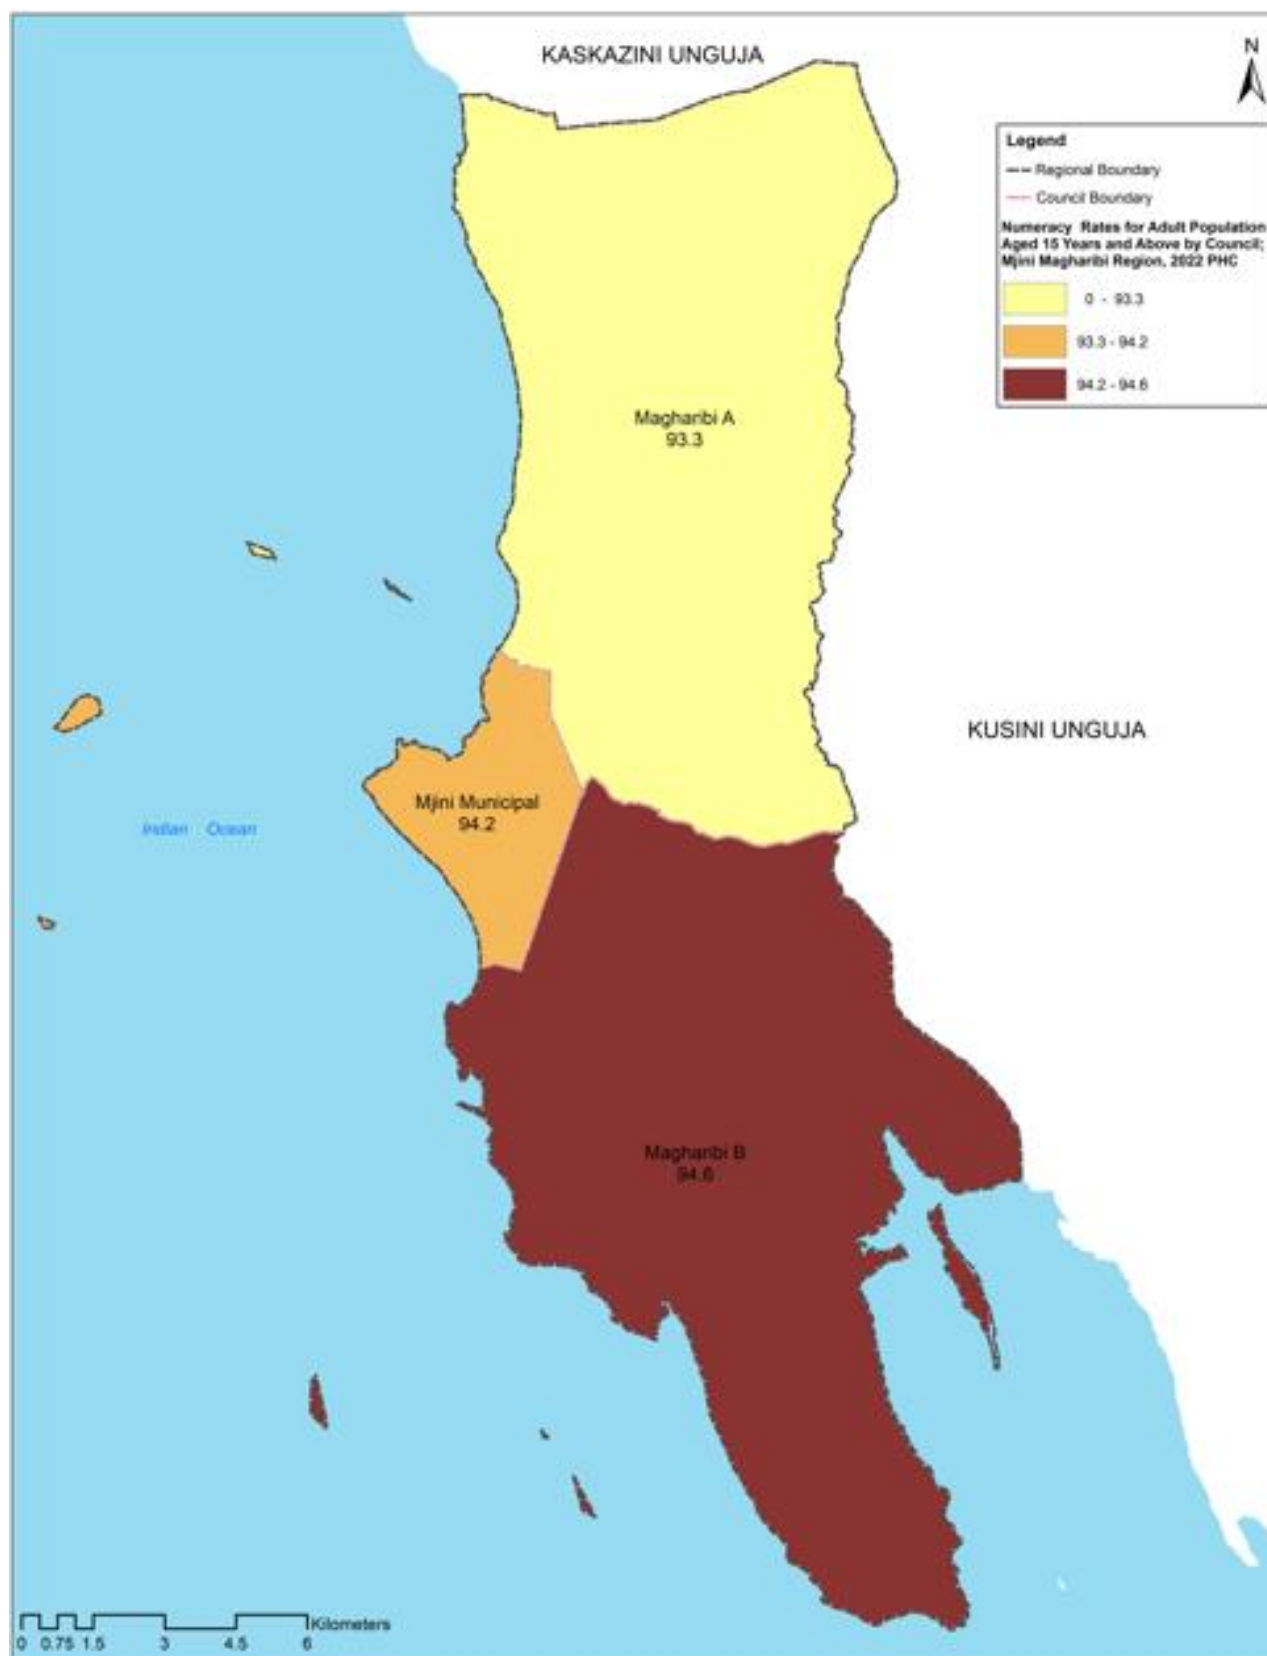 KASKAZINI UNGUJA
N
Legend
Regional Boundary
Council Boundary
Numeracy Rates for Adult Population
Aged 15 Years and Above by Council;
Mjini Magharibi Region, 2022 PHC
0 - 93.3
93.3 - 94.2
94.2 - 94.6
Magharibi A
93.3
KUSINI UNGUJA
Mjini Municipal
94.2
Indian Ocean
Magharibi B
94.6
Kilometers
0 0.75 1.5 3 4.5 6